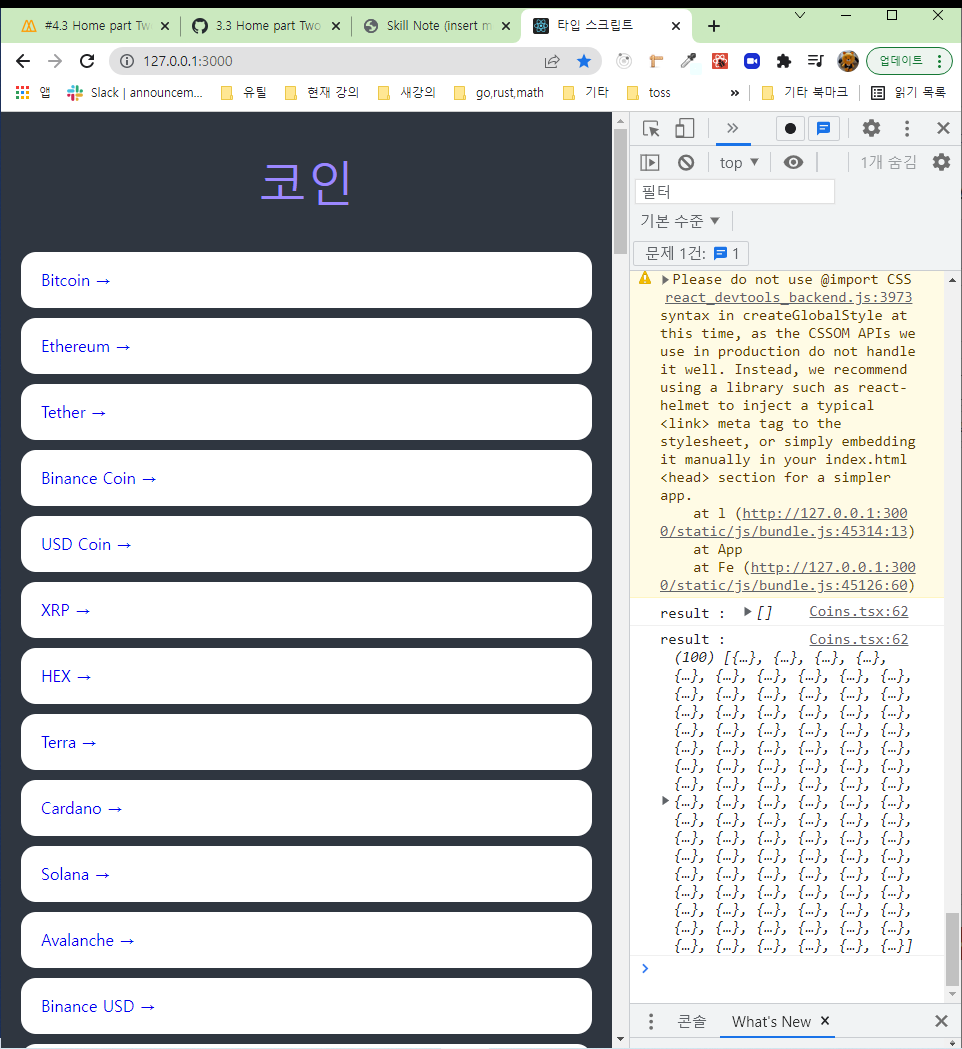 #4.3 Home part Tw
3.3 Home part Two
Skill Note (insert m
타입 스크립트
127.0.0.1:3000
업데이트
앱
Slack | announcem...
유틸
현재 강의
새강의
go,rust,math
기타
toss
»
기타 북마크
읽기 목록
코인
Bitcoin →
Ethereum →
Tether →
Binance Coin →
USD Coin →
XRP →
HEX →
Terra →
Cardano →
Solana →
Avalanche →
Binance USD →
top ▼
1개 숨김
필터
기본 수준 ▼
문제 1건: 1
Please do not use @import CSS
react_devtools_backend.js:3973
syntax in createGlobalStyle at
this time, as the CSSOM APIs we
use in production do not handle
it well. Instead, we recommend
using a library such as react-
helmet to inject a typical
<link> meta tag to the
stylesheet, or simply embedding
it manually in your index.html
<head> section for a simpler
app.
at l (http://127.0.0.1:300
0/static/js/bundle.js:45314:13)
at App
at Fe (http://127.0.0.1:300
0/static/js/bundle.js:45126:60)
result : ▶ [] Coins.tsx:62
result : Coins.tsx:62
(100) [{…}, {…}, {…}, {…},
{…}, {…}, {…}, {…}, {…}, {…},
{…}, {…}, {…}, {…}, {…}, {…},
{…}, {…}, {…}, {…}, {…}, {…},
{…}, {…}, {…}, {…}, {…}, {…},
{…}, {…}, {…}, {…}, {…}, {…},
{…}, {…}, {…}, {…}, {…}, {…},
{…}, {…}, {…}, {…}, {…}, {…},
▶ {…}, {…}, {…}, {…}, {…}, {…},
{…}, {…}, {…}, {…}, {…}, {…},
{…}, {…}, {…}, {…}, {…}, {…},
{…}, {…}, {…}, {…}, {…}, {…},
{…}, {…}, {…}, {…}, {…}, {…},
{…}, {…}, {…}, {…}, {…}, {…},
{…}, {…}, {…}, {…}, {…}, {…},
{…}, {…}, {…}, {…}, {…}, {…},
{…}, {…}, {…}, {…}, {…}, {…}]
콘솔
What's New